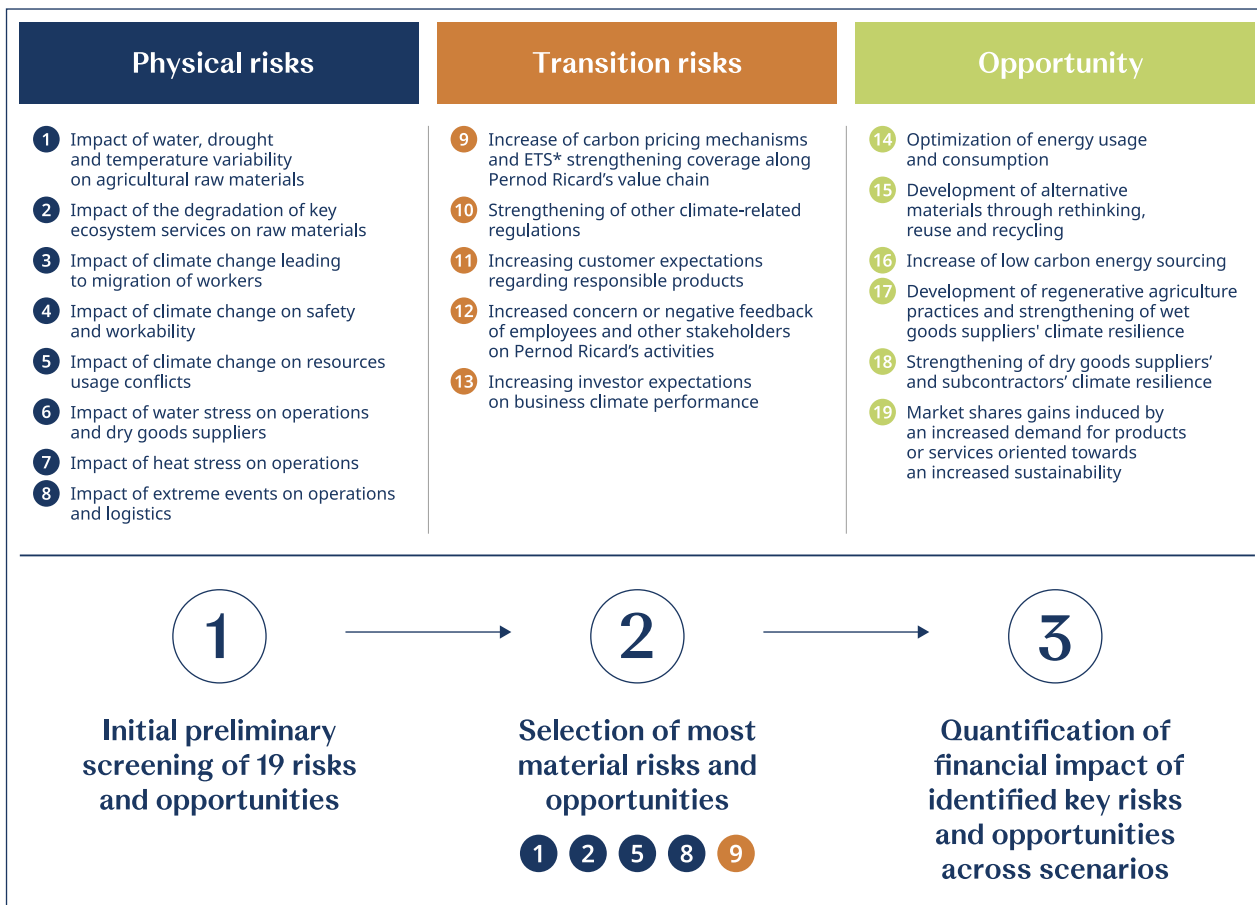 Physical risks
1 Impact of water, drought
and temperature variability
on agricultural raw materials
2 Impact of the degradation of key
ecosystem services on raw materials
3 Impact of climate change leading
to migration of workers
4 Impact of climate change on safety
and workability
5 Impact of climate change on resources
usage conflicts
6 Impact of water stress on operations
and dry goods suppliers
7 Impact of heat stress on operations
8 Impact of extreme events on operations
and logistics
Transition risks
9 Increase of carbon pricing mechanisms
and ETS* strengthening coverage along
Pernod Ricard’s value chain
10 Strengthening of other climate-related
regulations
11 Increasing customer expectations
regarding responsible products
12 Increased concern or negative feedback
of employees and other stakeholders
on Pernod Ricard’s activities
13 Increasing investor expectations
on business climate performance
Opportunity
14 Optimization of energy usage
and consumption
15 Development of alternative
materials through rethinking,
reuse and recycling
16 Increase of low carbon energy sourcing
17 Development of regenerative agriculture
practices and strengthening of wet
goods suppliers' climate resilience
18 Strengthening of dry goods suppliers’
and subcontractors’ climate resilience
19 Market shares gains induced by
an increased demand for products
or services oriented towards
an increased sustainability
1
Initial preliminary
screening of 19 risks
and opportunities
2
Selection of most
material risks and
opportunities
1 2 5 8 9
3
Quantification of
financial impact of
identified key risks
and opportunities
across scenarios